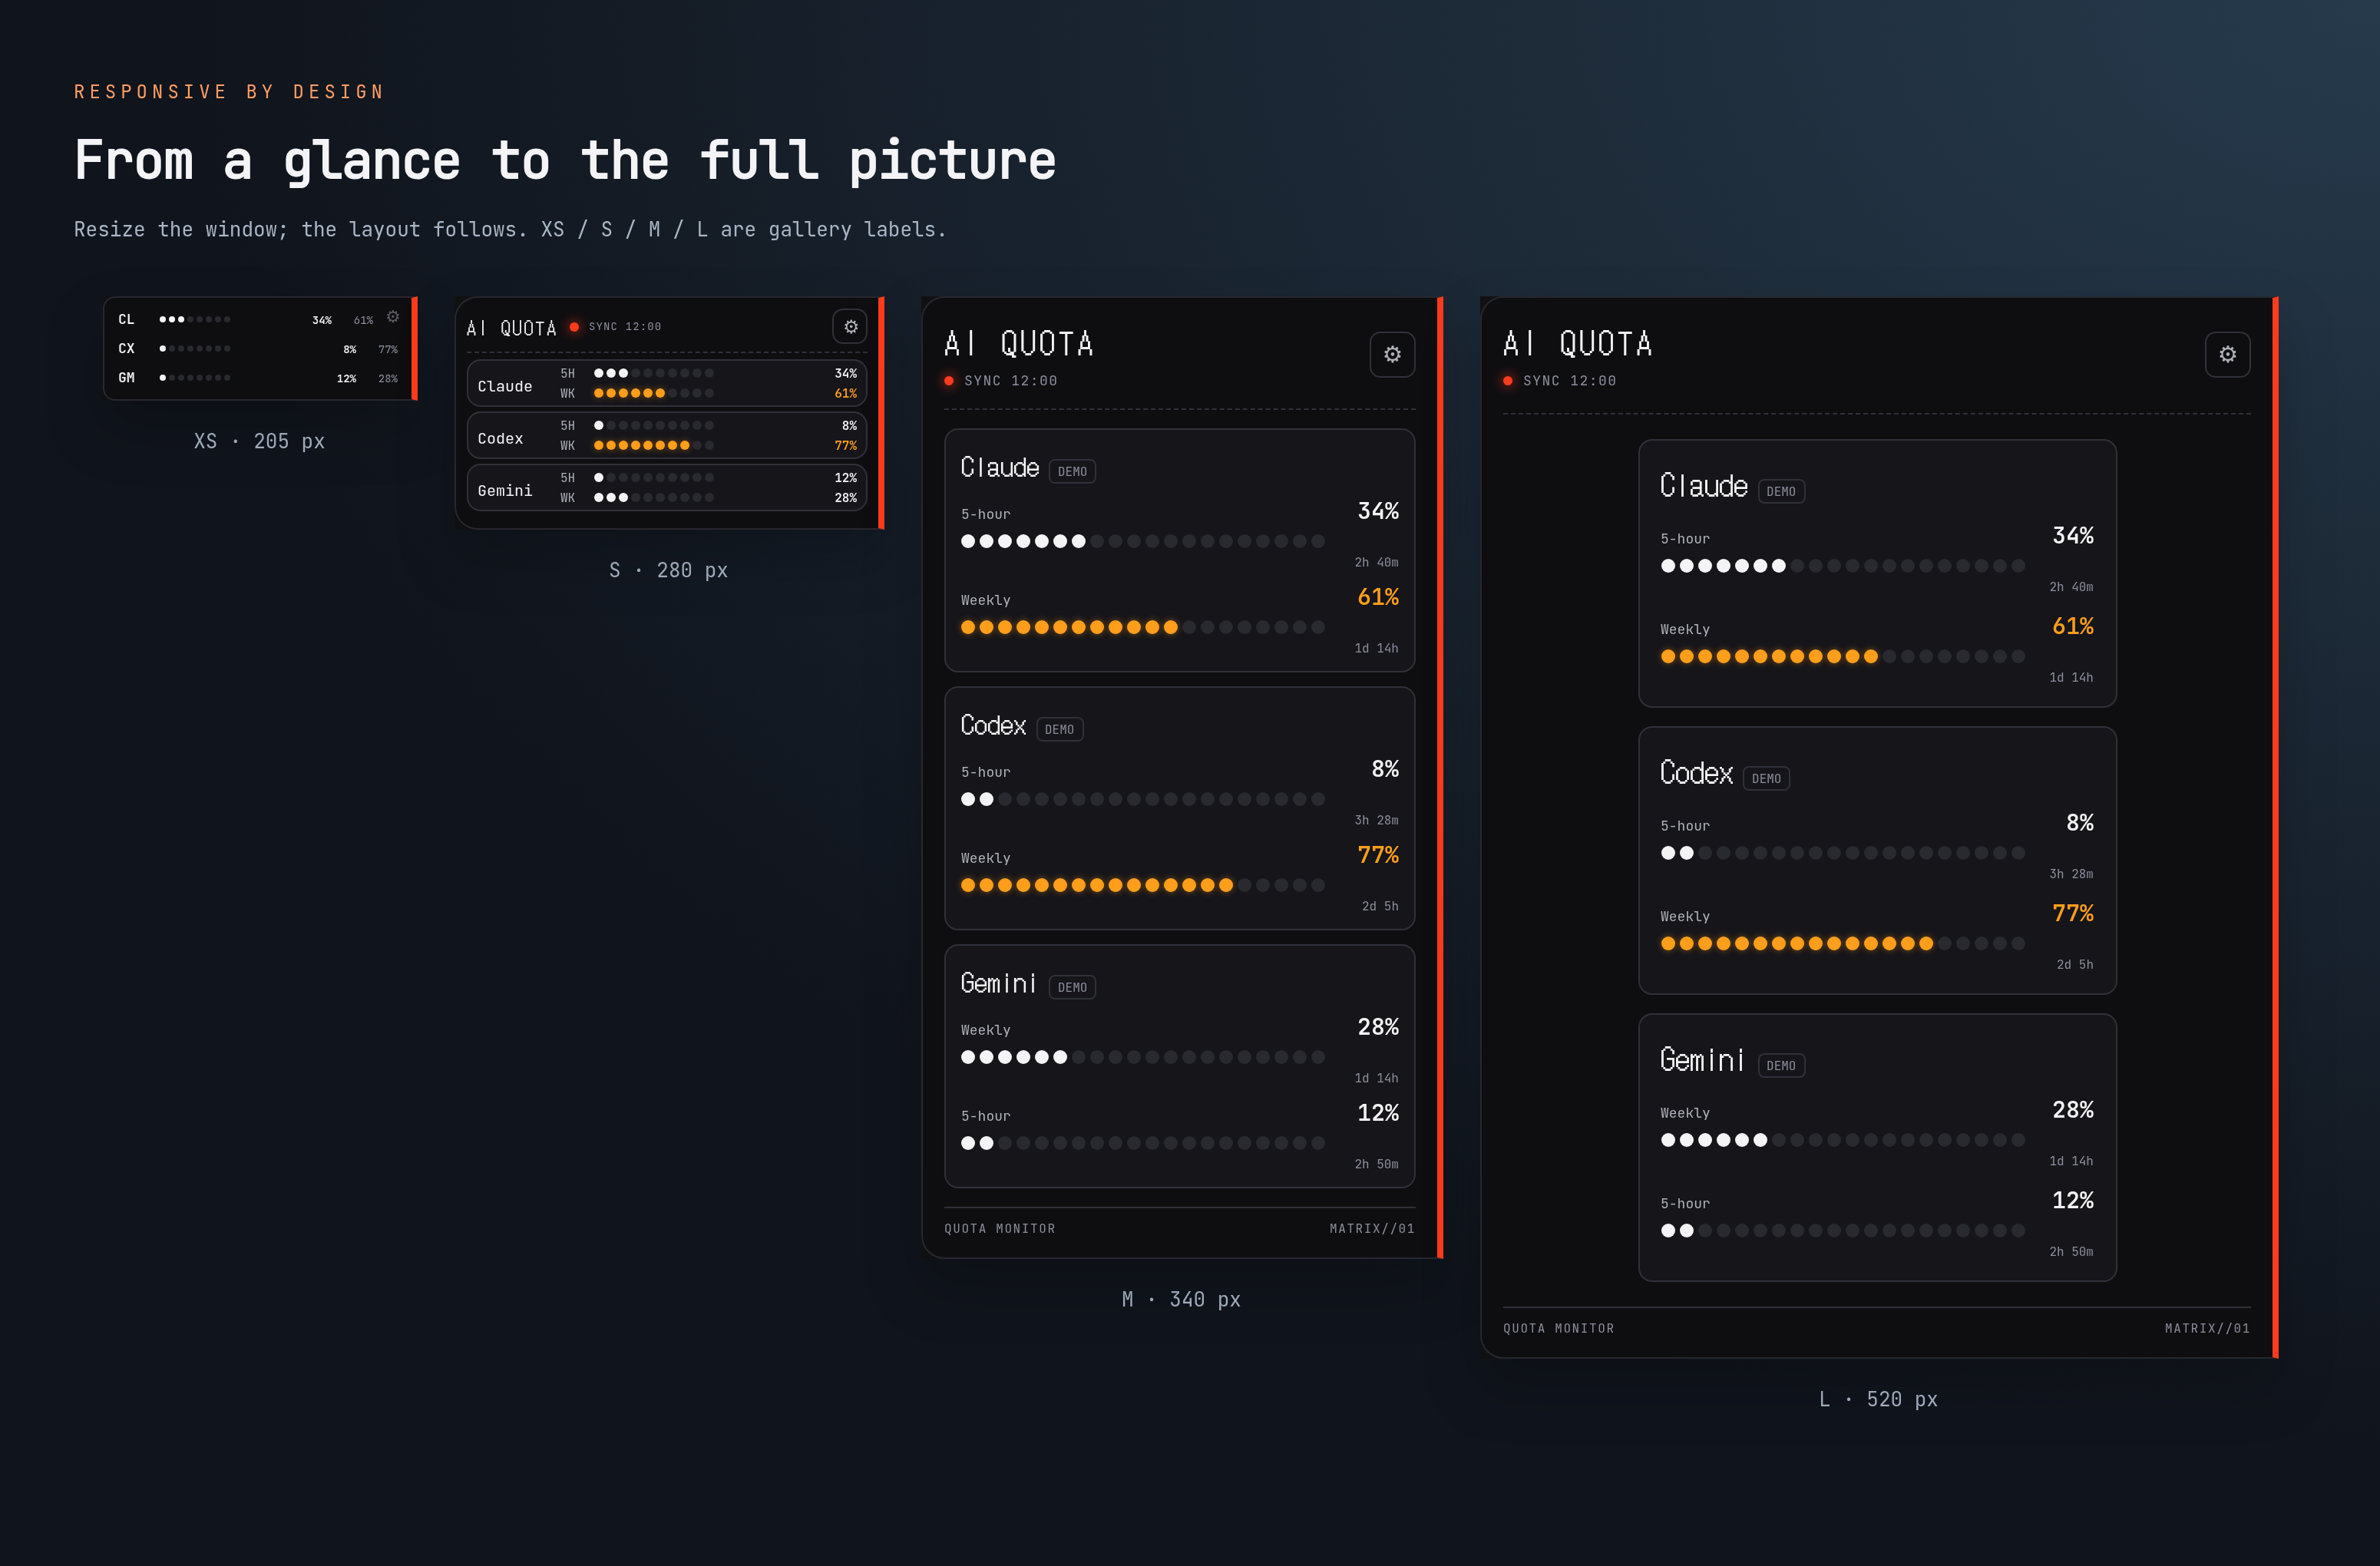 RESPONSIVE BY DESIGN
From a glance to the full picture
Resize the window; the layout follows. XS / S / M / L are gallery labels.
CL 34% 61%
CX 8% 77%
GM 12% 28%
XS · 205 px
AI QUOTA SYNC 12:00
Claude
5H 34%
WK 61%
Codex
5H 8%
WK 77%
Gemini
5H 12%
WK 28%
S · 280 px
AI QUOTA
SYNC 12:00
Claude DEMO
5-hour 34%
2h 40m
Weekly 61%
1d 14h
Codex DEMO
5-hour 8%
3h 28m
Weekly 77%
2d 5h
Gemini DEMO
Weekly 28%
1d 14h
5-hour 12%
2h 50m
QUOTA MONITOR MATRIX//01
M · 340 px
AI QUOTA
SYNC 12:00
Claude DEMO
5-hour 34%
2h 40m
Weekly 61%
1d 14h
Codex DEMO
5-hour 8%
3h 28m
Weekly 77%
2d 5h
Gemini DEMO
Weekly 28%
1d 14h
5-hour 12%
2h 50m
QUOTA MONITOR MATRIX//01
L · 520 px